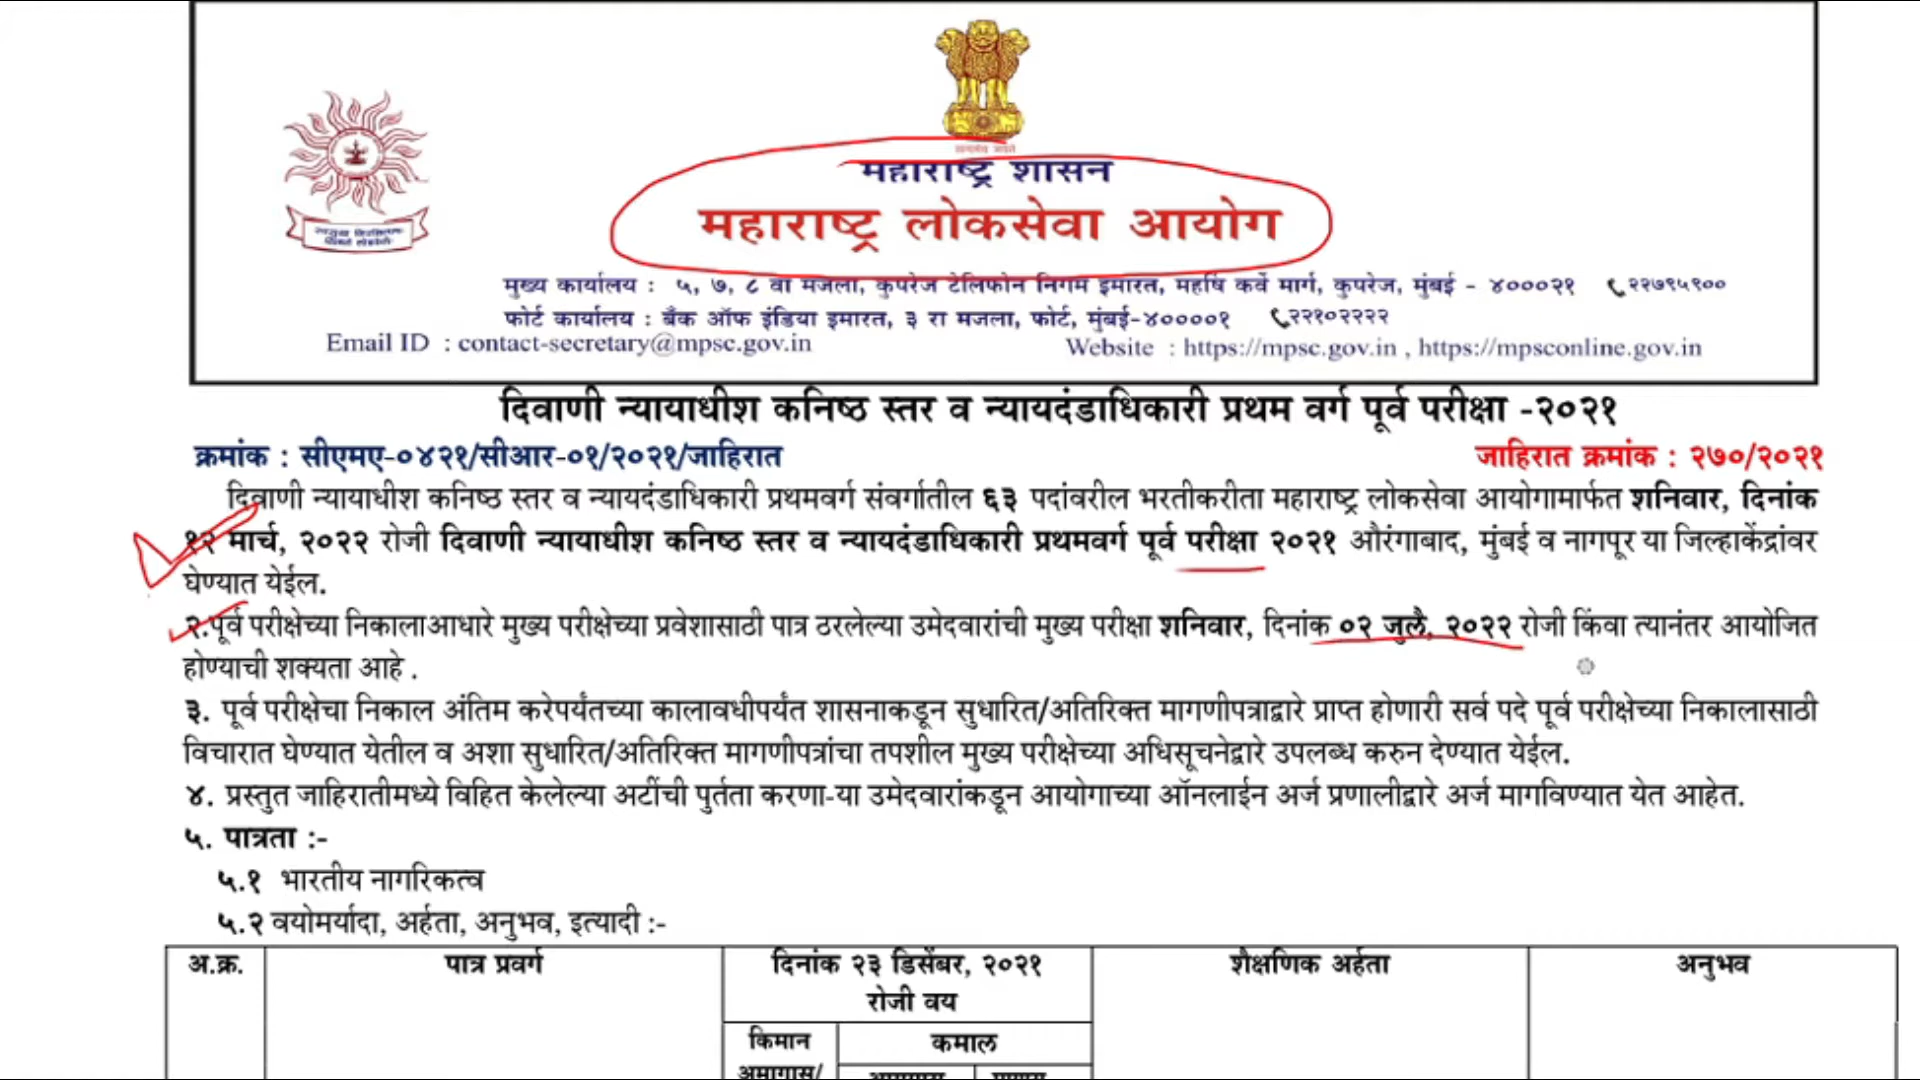 महाराष्ट्र शासन
महाराष्ट्र लोकसेवा आयोग
मुख्य कार्यालय : ५, ७, ८ वा मजला, कुपरेज टेलिफोन निगम इमारत, महर्षि कर्वे मार्ग, कुपरेज, मुंबई - ४०००२१ २२७९५९००
फोर्ट कार्यालय : बँक ऑफ इंडिया इमारत, ३ रा मजला, फोर्ट, मुंबई-४००००१ २२१०२२२२
Email ID : contact-secretary@mpsc.gov.in Website : https://mpsc.gov.in , https://mpsconline.gov.in
दिवाणी न्यायाधीश कनिष्ठ स्तर व न्यायदंडाधिकारी प्रथम वर्ग पूर्व परीक्षा -२०२१
क्रमांक : सीएमए-०४२१/सीआर-०१/२०२१/जाहिरात जाहिरात क्रमांक : २७०/२०२१
दिवाणी न्यायाधीश कनिष्ठ स्तर व न्यायदंडाधिकारी प्रथमवर्ग संवर्गातील ६३ पदांवरील भरतीकरीता महाराष्ट्र लोकसेवा आयोगामार्फत शनिवार, दिनांक
१२ मार्च, २०२२ रोजी दिवाणी न्यायाधीश कनिष्ठ स्तर व न्यायदंडाधिकारी प्रथमवर्ग पूर्व परीक्षा २०२१ औरंगाबाद, मुंबई व नागपूर या जिल्हाकेंद्रांवर
घेण्यात येईल.
२.पूर्व परीक्षेच्या निकालाआधारे मुख्य परीक्षेच्या प्रवेशासाठी पात्र ठरलेल्या उमेदवारांची मुख्य परीक्षा शनिवार, दिनांक ०२ जुलै, २०२२ रोजी किंवा त्यानंतर आयोजित
होण्याची शक्यता आहे .
३. पूर्व परीक्षेचा निकाल अंतिम करेपर्यंतच्या कालावधीपर्यंत शासनाकडून सुधारित/अतिरिक्त मागणीपत्राद्वारे प्राप्त होणारी सर्व पदे पूर्व परीक्षेच्या निकालासाठी
विचारात घेण्यात येतील व अशा सुधारित/अतिरिक्त मागणीपत्रांचा तपशील मुख्य परीक्षेच्या अधिसूचनेद्वारे उपलब्ध करुन देण्यात येईल.
४. प्रस्तुत जाहिरातीमध्ये विहित केलेल्या अटींची पुर्तता करणा-या उमेदवारांकडून आयोगाच्या ऑनलाईन अर्ज प्रणालीद्वारे अर्ज मागविण्यात येत आहेत.
५. पात्रता :-
५.१ भारतीय नागरिकत्व
५.२ वयोमर्यादा, अर्हता, अनुभव, इत्यादी :-
अ.क्र. पात्र प्रवर्ग दिनांक २३ डिसेंबर, २०२१ शैक्षणिक अर्हता अनुभव
रोजी वय
किमान कमाल